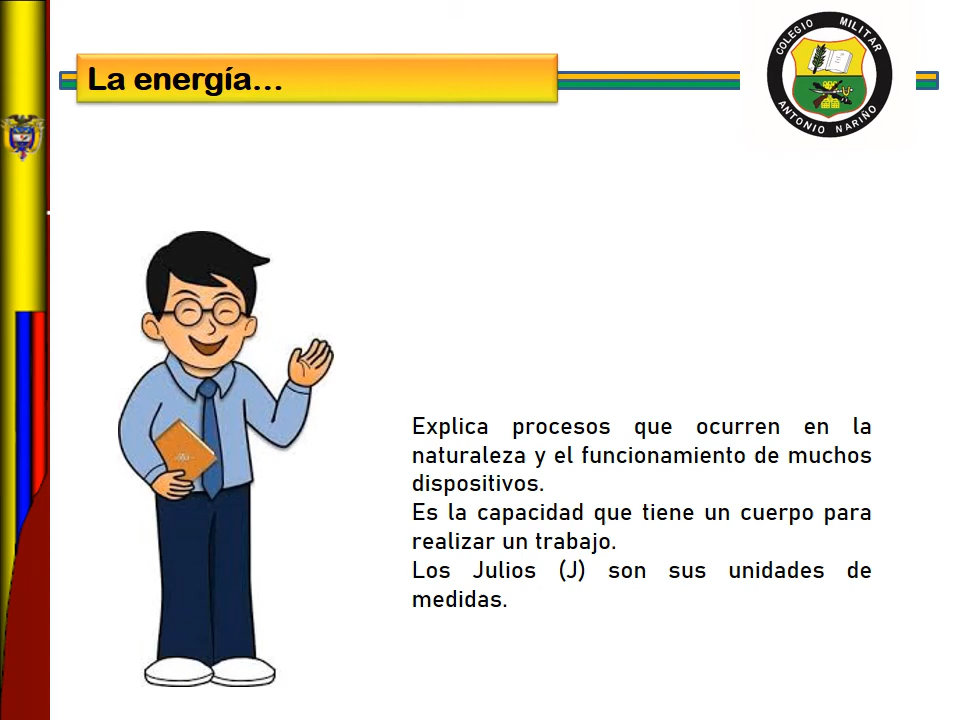 La energía...
COLEGIO MILITAR
ANTONIO NARIÑO
Explica procesos que ocurren en la
naturaleza y el funcionamiento de muchos
dispositivos.
Es la capacidad que tiene un cuerpo para
realizar un trabajo.
Los Julios (J) son sus unidades de
medidas.